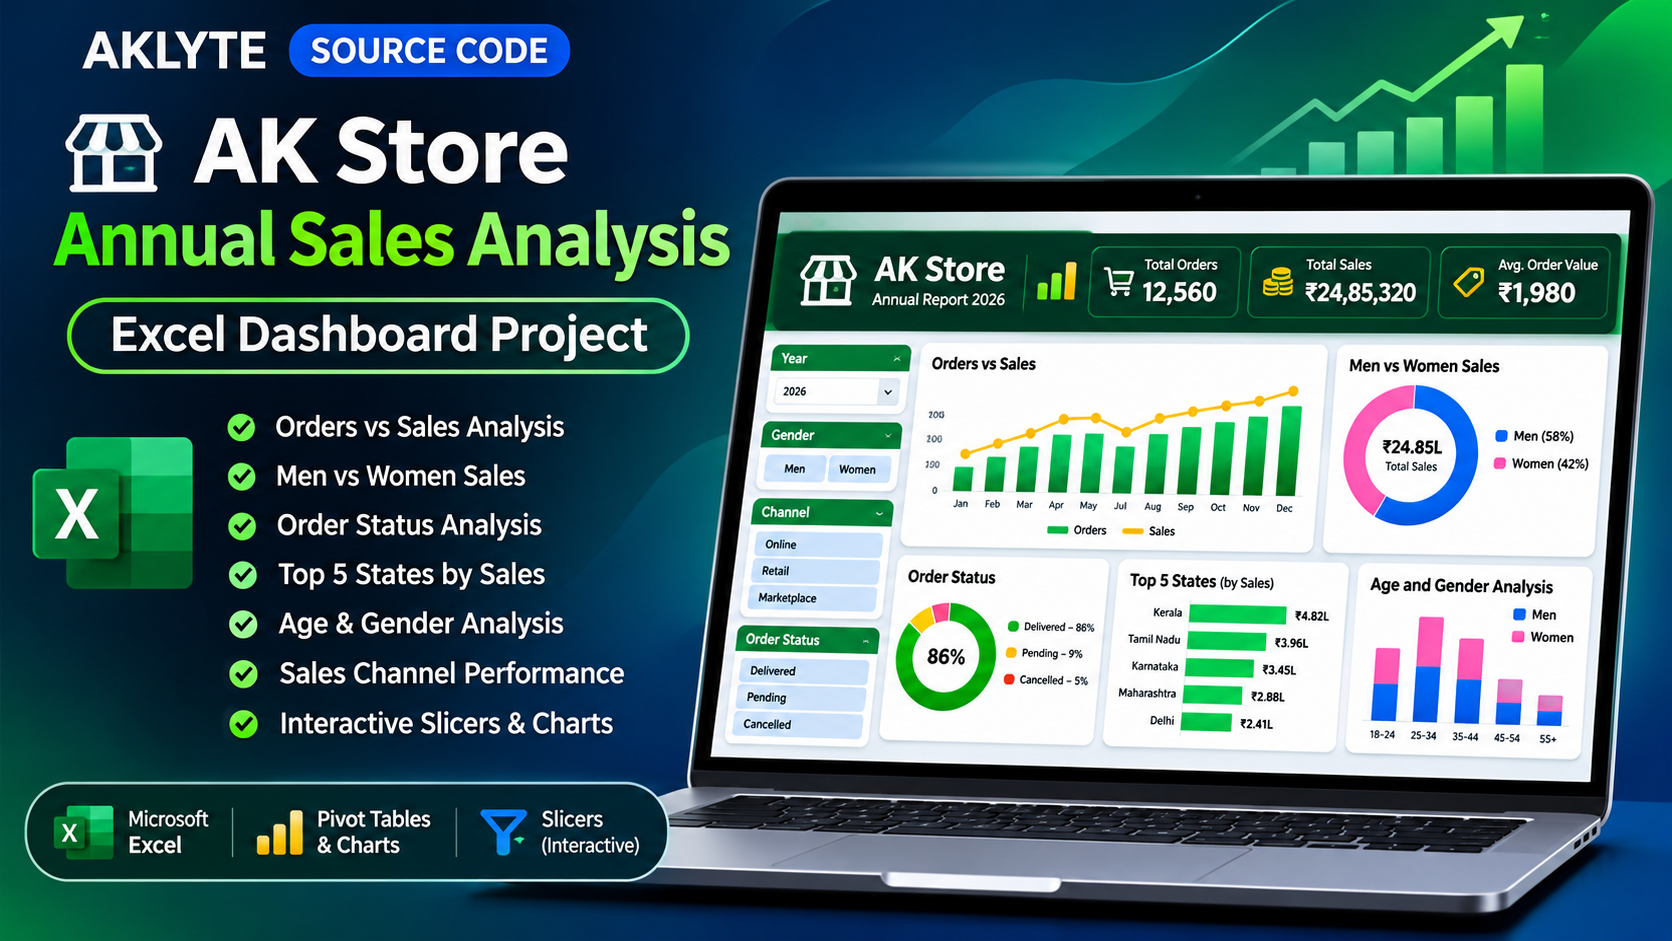 AKLYTE SOURCE CODE
AK Store
Annual Sales Analysis
Excel Dashboard Project
X
Orders vs Sales Analysis
Men vs Women Sales
Order Status Analysis
Top 5 States by Sales
Age & Gender Analysis
Sales Channel Performance
Interactive Slicers & Charts
X
Microsoft
Excel
Pivot Tables
& Charts
Slicers
(Interactive)
AK Store
Annual Report 2026
Total Orders
12,560
Total Sales
₹24,85,320
Avg. Order Value
₹1,980
Year
2026
Gender
Men Women
Channel
Online
Retail
Marketplace
Order Status
Delivered
Pending
Cancelled
Orders vs Sales
200
0
Jan Feb Mar Apr May Jul Aug Sep Oct Nov Dec
Orders Sales
Men vs Women Sales
₹24.85L
Total Sales
Men (58%)
Women (42%)
Order Status
86%
Delivered – 86%
Pending – 9%
Cancelled – 5%
Top 5 States (by Sales)
Kerala ₹4.82L
Tamil Nadu ₹3.96L
Karnataka ₹3.45L
Maharashtra ₹2.88L
Delhi ₹2.41L
Age and Gender Analysis
Men
Women
18-24 25-34 35-44 45-54 55+